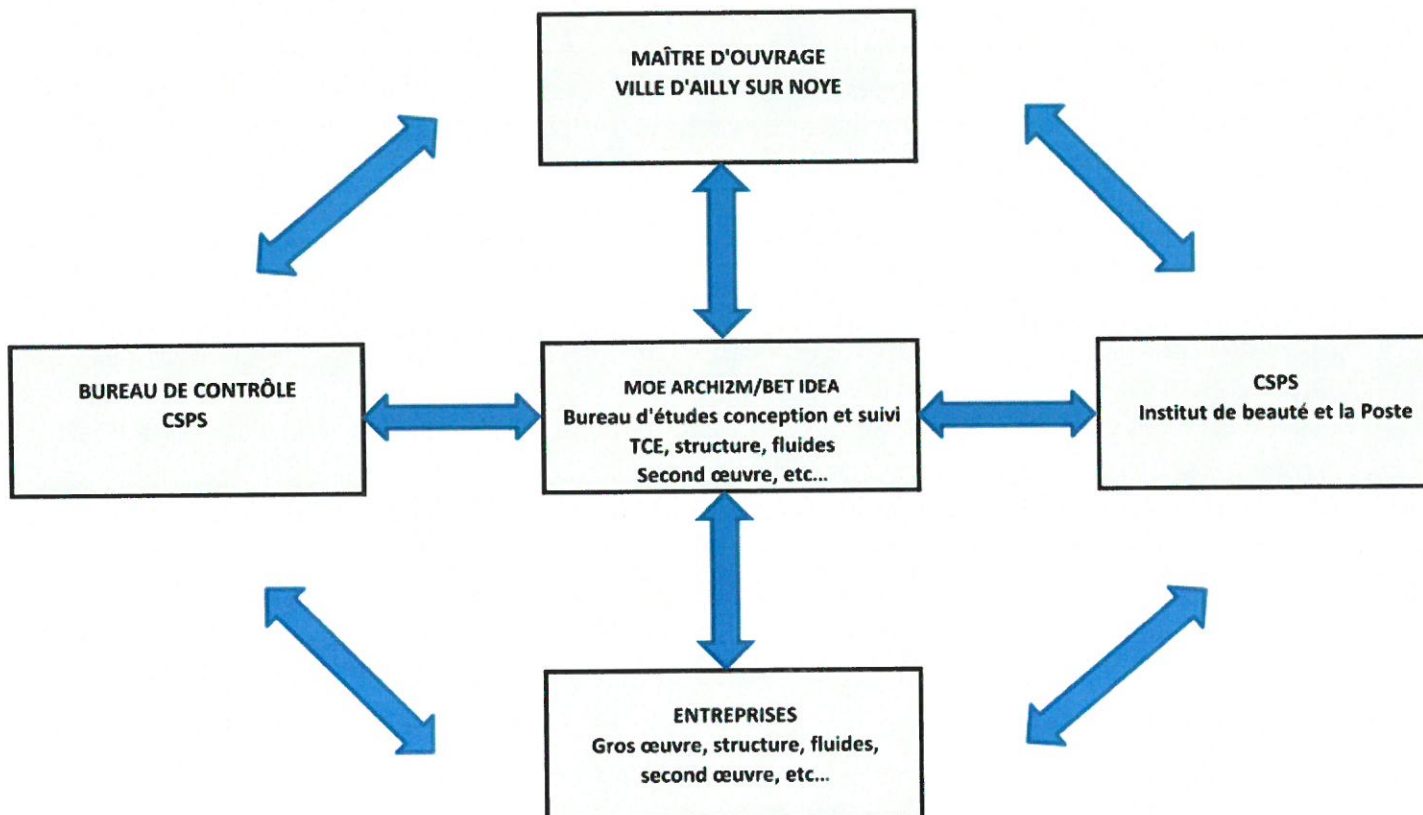 MAÎTRE D'OUVRAGE
VILLE D'AILLY SUR NOYE
BUREAU DE CONTRÔLE
CSPS
MOE ARCHI2M/BET IDEA
Bureau d'études conception et suivi
TCE, structure, fluides
Second œuvre, etc...
CSPS
Institut de beauté et la Poste
ENTREPRISES
Gros œuvre, structure, fluides,
second œuvre, etc...